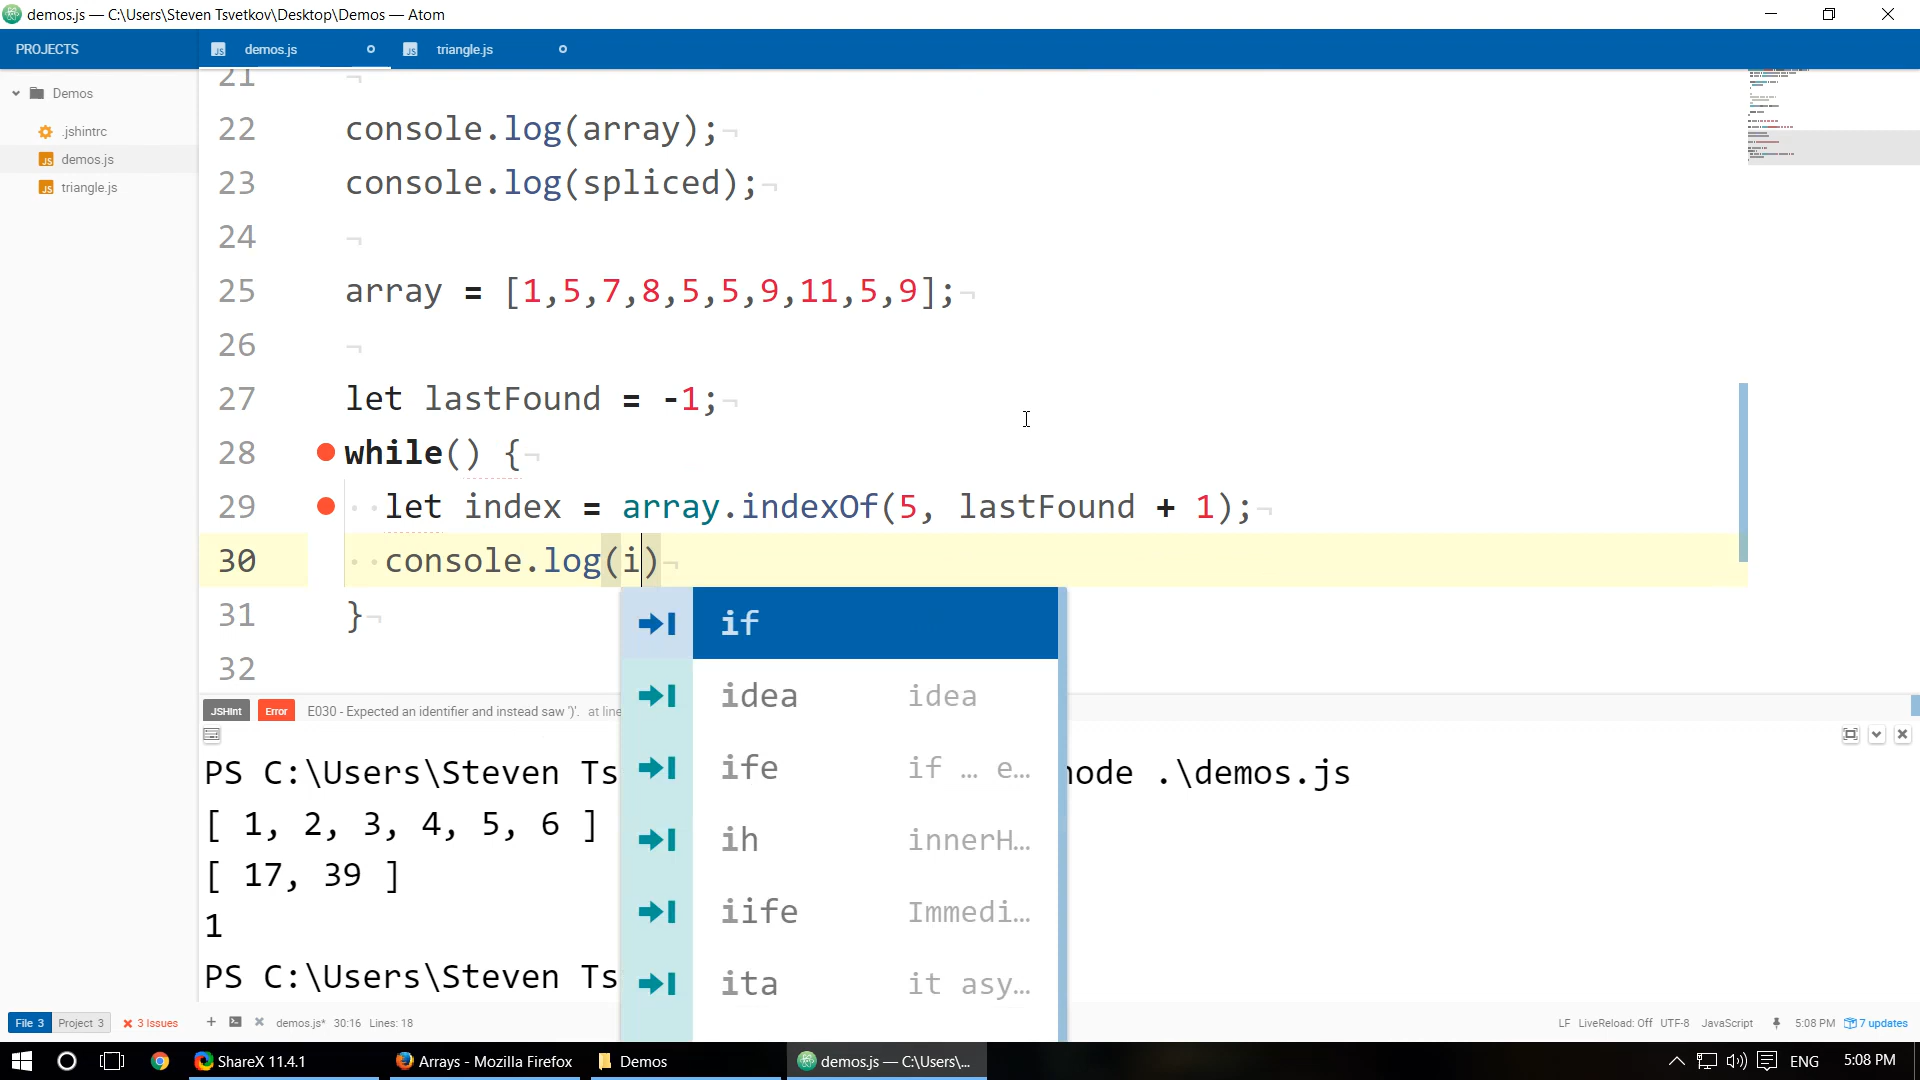 demos.js — C:\Users\Steven Tsvetkov\Desktop\Demos — Atom
PROJECTS
demos.js
triangle.js
Demos
.jshintrc
demos.js
triangle.js
21
22 console.log(array);
23 console.log(spliced);
24
25 array = [1,5,7,8,5,5,9,11,5,9];
26
27 let lastFound = -1;
28 while() {
29 let index = array.indexOf(5, lastFound + 1);
30 console.log(i)
31 }
32
if
idea idea
ife if … e…
ih innerH…
iife Immedi…
ita it asy…
JSHint Error E030 - Expected an identifier and instead saw ')'. at line
PS C:\Users\Steven Ts node .\demos.js
[ 1, 2, 3, 4, 5, 6 ]
[ 17, 39 ]
1
PS C:\Users\Steven Ts
File 3 Project 3 3 Issues demos.js* 30:16 Lines: 18
LF LiveReload: Off UTF-8 JavaScript 5:08 PM 7 updates
ShareX 11.4.1
Arrays - Mozilla Firefox
Demos
demos.js — C:\Users\...
ENG
5:08 PM